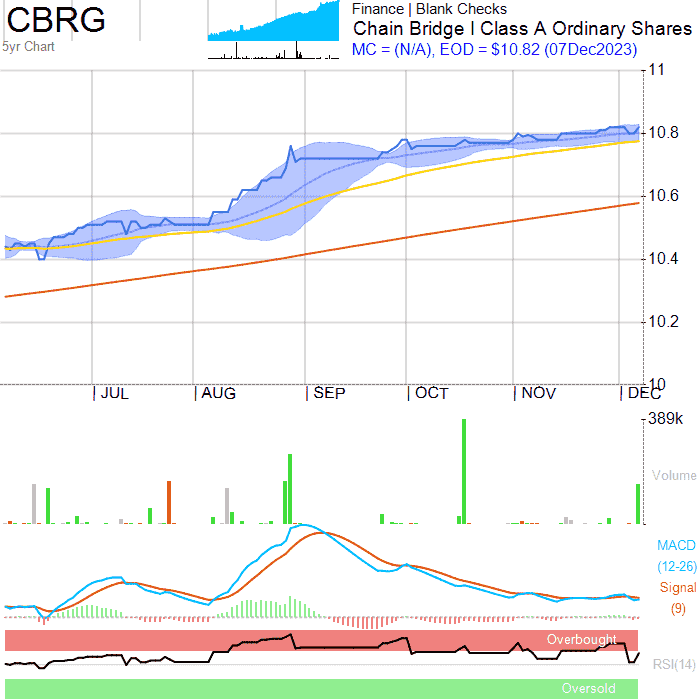 CBRG
5yr Chart
Finance | Blank Checks
Chain Bridge I Class A Ordinary Shares
MC = (N/A), EOD = $10.82 (07Dec2023)
11
10.8
10.6
10.4
10.2
10
JUL AUG SEP OCT NOV DEC
389k
Volume
MACD
(12-26)
Signal
(9)
Overbought
RSI(14)
Oversold